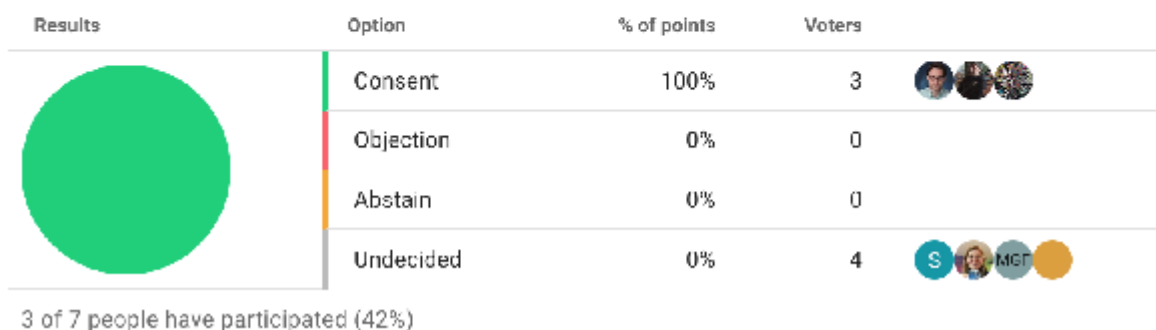 Results Option % of points Voters
Consent 100% 3
Objection 0% 0
Abstain 0% 0
Undecided 0% 4 S MGF
3 of 7 people have participated (42%)